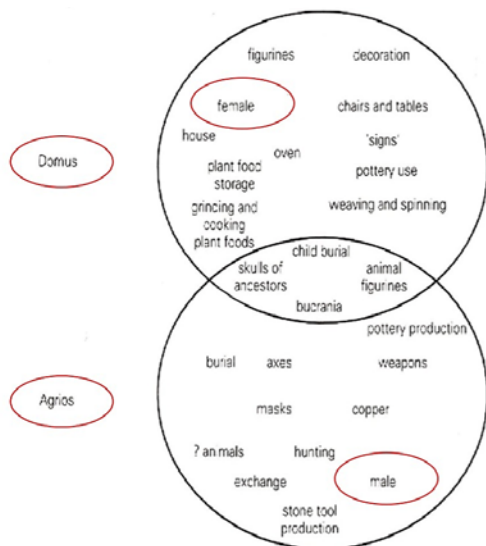 figurines
decoration
female
chairs and tables
house
'signs'
oven
Domus
plant food
storage
pottery use
grincing and
cooking
plant foods
weaving and spinning
child burial
skulls of
ancestors
animal
figurines
bucrania
pottery production
burial
axes
weapons
Agrios
masks
copper
? animals
hunting
exchange
male
stone tool
production